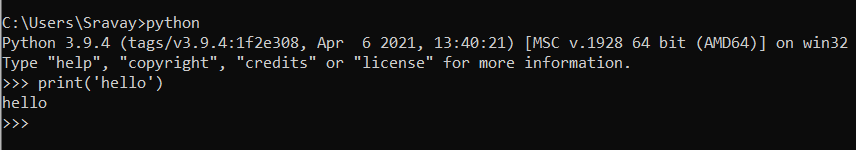 C:\Users\Sravay>python
Python 3.9.4 (tags/v3.9.4:1f2e308, Apr  6 2021, 13:40:21) [MSC v.1928 64 bit (AMD64)] on win32
Type "help", "copyright", "credits" or "license" for more information.
>>> print('hello')
hello
>>>